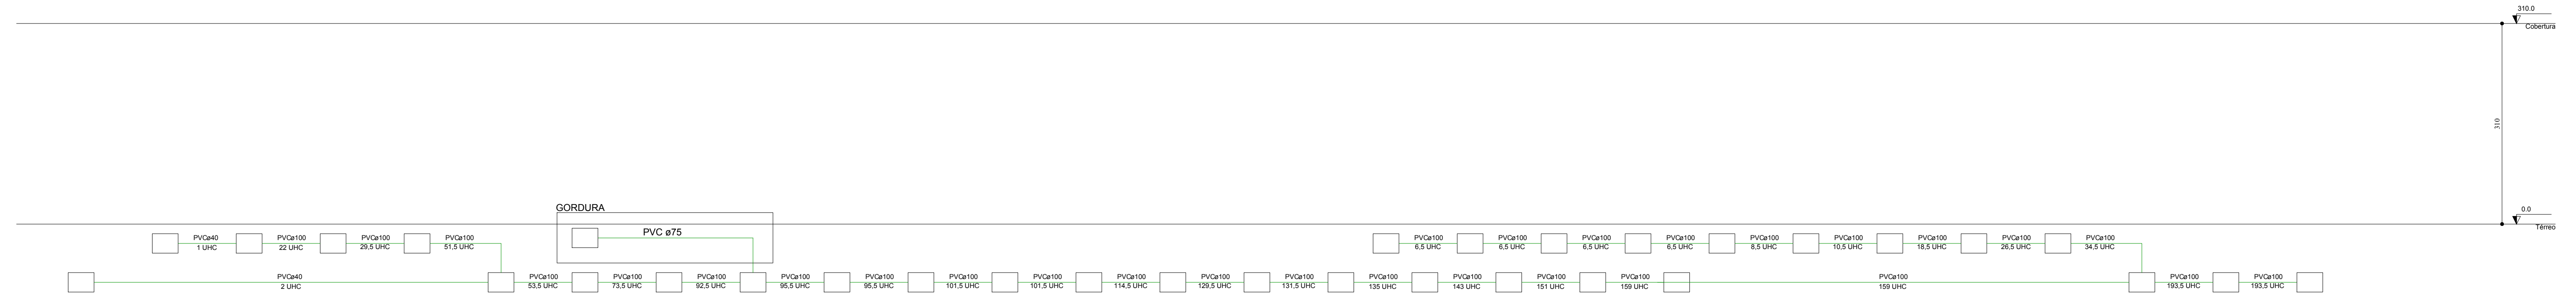 310.0
Cobertura
310
GORDURA
0.0
Térreo
PVC ø75
PVCø40
1 UHC
PVCø100
22 UHC
PVCø100
29,5 UHC
PVCø100
51,5 UHC
PVCø100
6,5 UHC
PVCø100
6,5 UHC
PVCø100
6,5 UHC
PVCø100
6,5 UHC
PVCø100
8,5 UHC
PVCø100
10,5 UHC
PVCø100
18,5 UHC
PVCø100
26,5 UHC
PVCø100
34,5 UHC
PVCø40
2 UHC
PVCø100
53,5 UHC
PVCø100
73,5 UHC
PVCø100
92,5 UHC
PVCø100
95,5 UHC
PVCø100
95,5 UHC
PVCø100
101,5 UHC
PVCø100
101,5 UHC
PVCø100
114,5 UHC
PVCø100
129,5 UHC
PVCø100
131,5 UHC
PVCø100
135 UHC
PVCø100
143 UHC
PVCø100
151 UHC
PVCø100
159 UHC
PVCø100
159 UHC
PVCø100
193,5 UHC
PVCø100
193,5 UHC